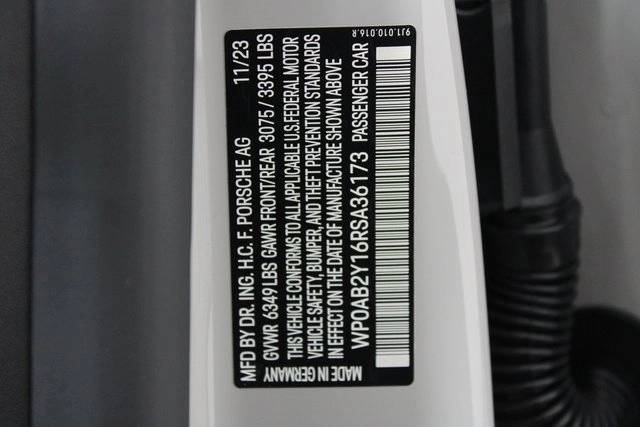 9J1.010.016.R
MFD BY DR. ING. H.C. F. PORSCHE AG 11/23
GVWR 6349 LBS GAWR FRONT/REAR 3075 / 3395 LBS
THIS VEHICLE CONFORMS TO ALL APPLICABLE U.S. FEDERAL MOTOR
VEHICLE SAFETY, BUMPER, AND THEFT PREVENTION STANDARDS
IN EFFECT ON THE DATE OF MANUFACTURE SHOWN ABOVE
WP0AB2Y16RSA36173 PASSENGER CAR
MADE IN GERMANY